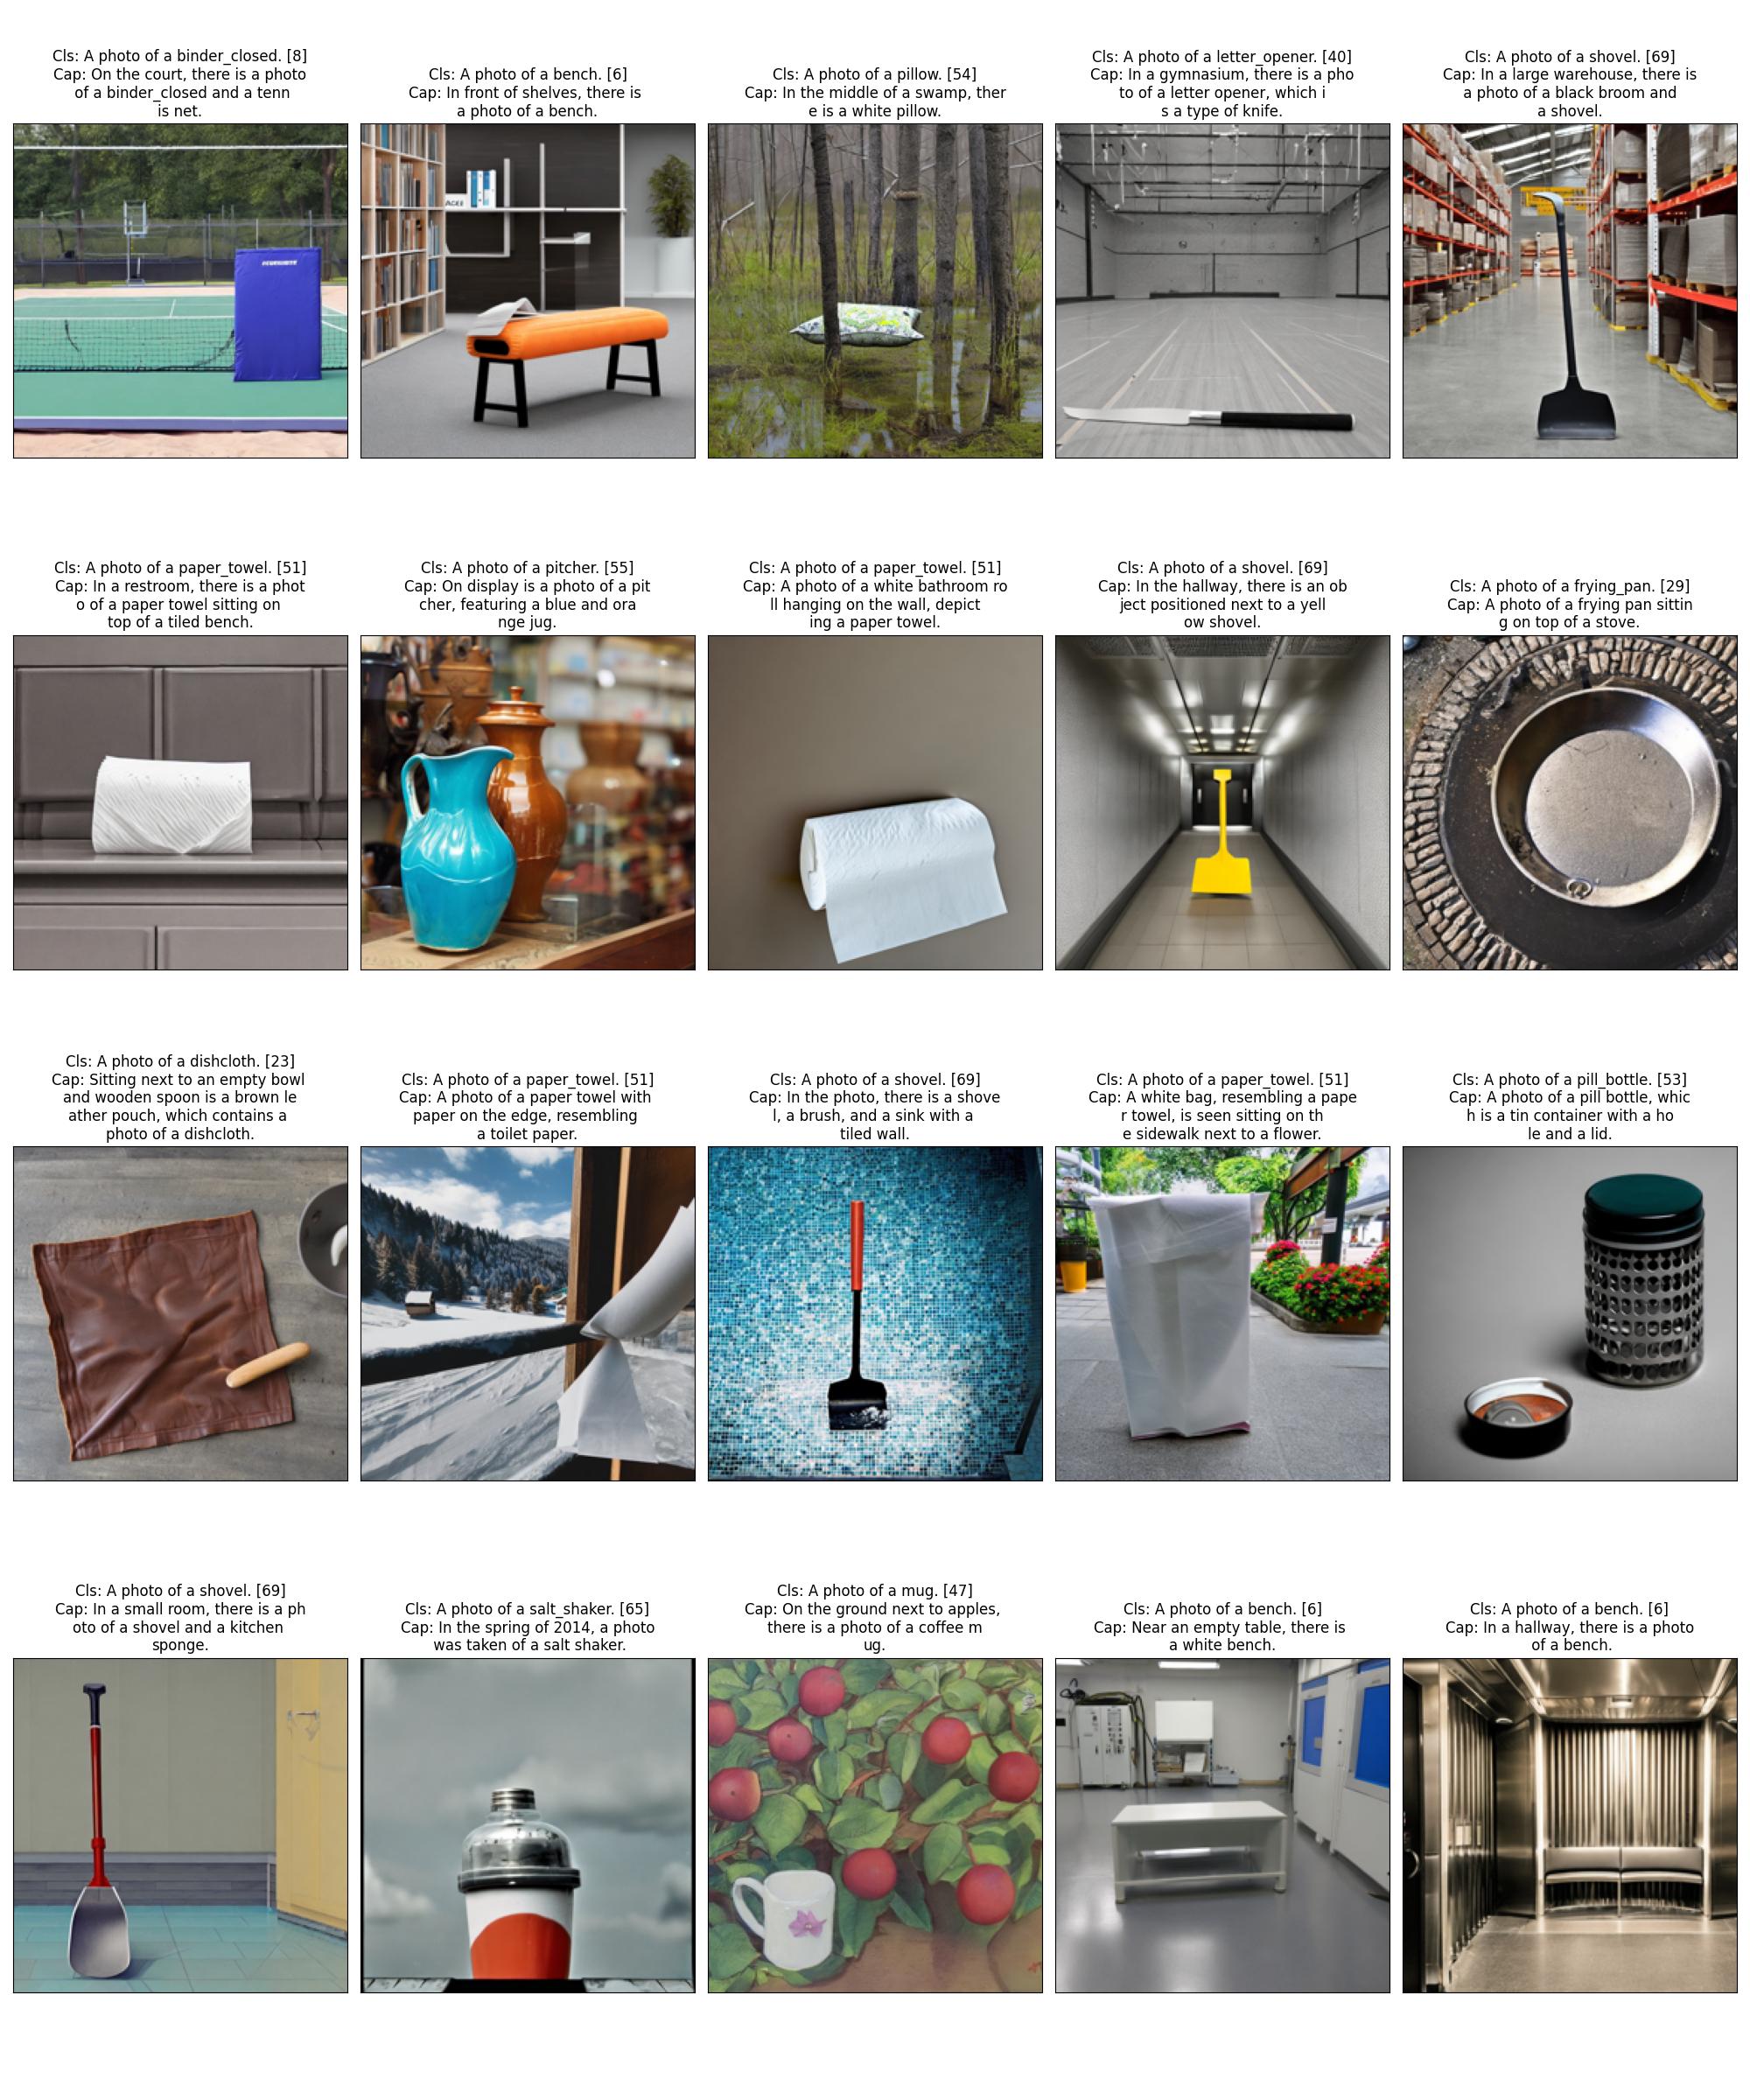 Cls: A photo of a binder_closed. [8]
Cap: On the court, there is a photo
of a binder_closed and a tenn
is net.
Cls: A photo of a bench. [6]
Cap: In front of shelves, there is
a photo of a bench.
Cls: A photo of a pillow. [54]
Cap: In the middle of a swamp, ther
e is a white pillow.
Cls: A photo of a letter_opener. [40]
Cap: In a gymnasium, there is a pho
to of a letter opener, which i
s a type of knife.
Cls: A photo of a shovel. [69]
Cap: In a large warehouse, there is
a photo of a black broom and
a shovel.
Cls: A photo of a paper_towel. [51]
Cap: In a restroom, there is a phot
o of a paper towel sitting on
top of a tiled bench.
Cls: A photo of a pitcher. [55]
Cap: On display is a photo of a pit
cher, featuring a blue and ora
nge jug.
Cls: A photo of a paper_towel. [51]
Cap: A photo of a white bathroom ro
ll hanging on the wall, depict
ing a paper towel.
Cls: A photo of a shovel. [69]
Cap: In the hallway, there is an ob
ject positioned next to a yell
ow shovel.
Cls: A photo of a frying_pan. [29]
Cap: A photo of a frying pan sittin
g on top of a stove.
Cls: A photo of a dishcloth. [23]
Cap: Sitting next to an empty bowl
and wooden spoon is a brown le
ather pouch, which contains a
photo of a dishcloth.
Cls: A photo of a paper_towel. [51]
Cap: A photo of a paper towel with
paper on the edge, resembling
a toilet paper.
Cls: A photo of a shovel. [69]
Cap: In the photo, there is a shove
l, a brush, and a sink with a
tiled wall.
Cls: A photo of a paper_towel. [51]
Cap: A white bag, resembling a pape
r towel, is seen sitting on th
e sidewalk next to a flower.
Cls: A photo of a pill_bottle. [53]
Cap: A photo of a pill bottle, whic
h is a tin container with a ho
le and a lid.
Cls: A photo of a shovel. [69]
Cap: In a small room, there is a ph
oto of a shovel and a kitchen
sponge.
Cls: A photo of a salt_shaker. [65]
Cap: In the spring of 2014, a photo
was taken of a salt shaker.
Cls: A photo of a mug. [47]
Cap: On the ground next to apples,
there is a photo of a coffee m
ug.
Cls: A photo of a bench. [6]
Cap: Near an empty table, there is
a white bench.
Cls: A photo of a bench. [6]
Cap: In a hallway, there is a photo
of a bench.